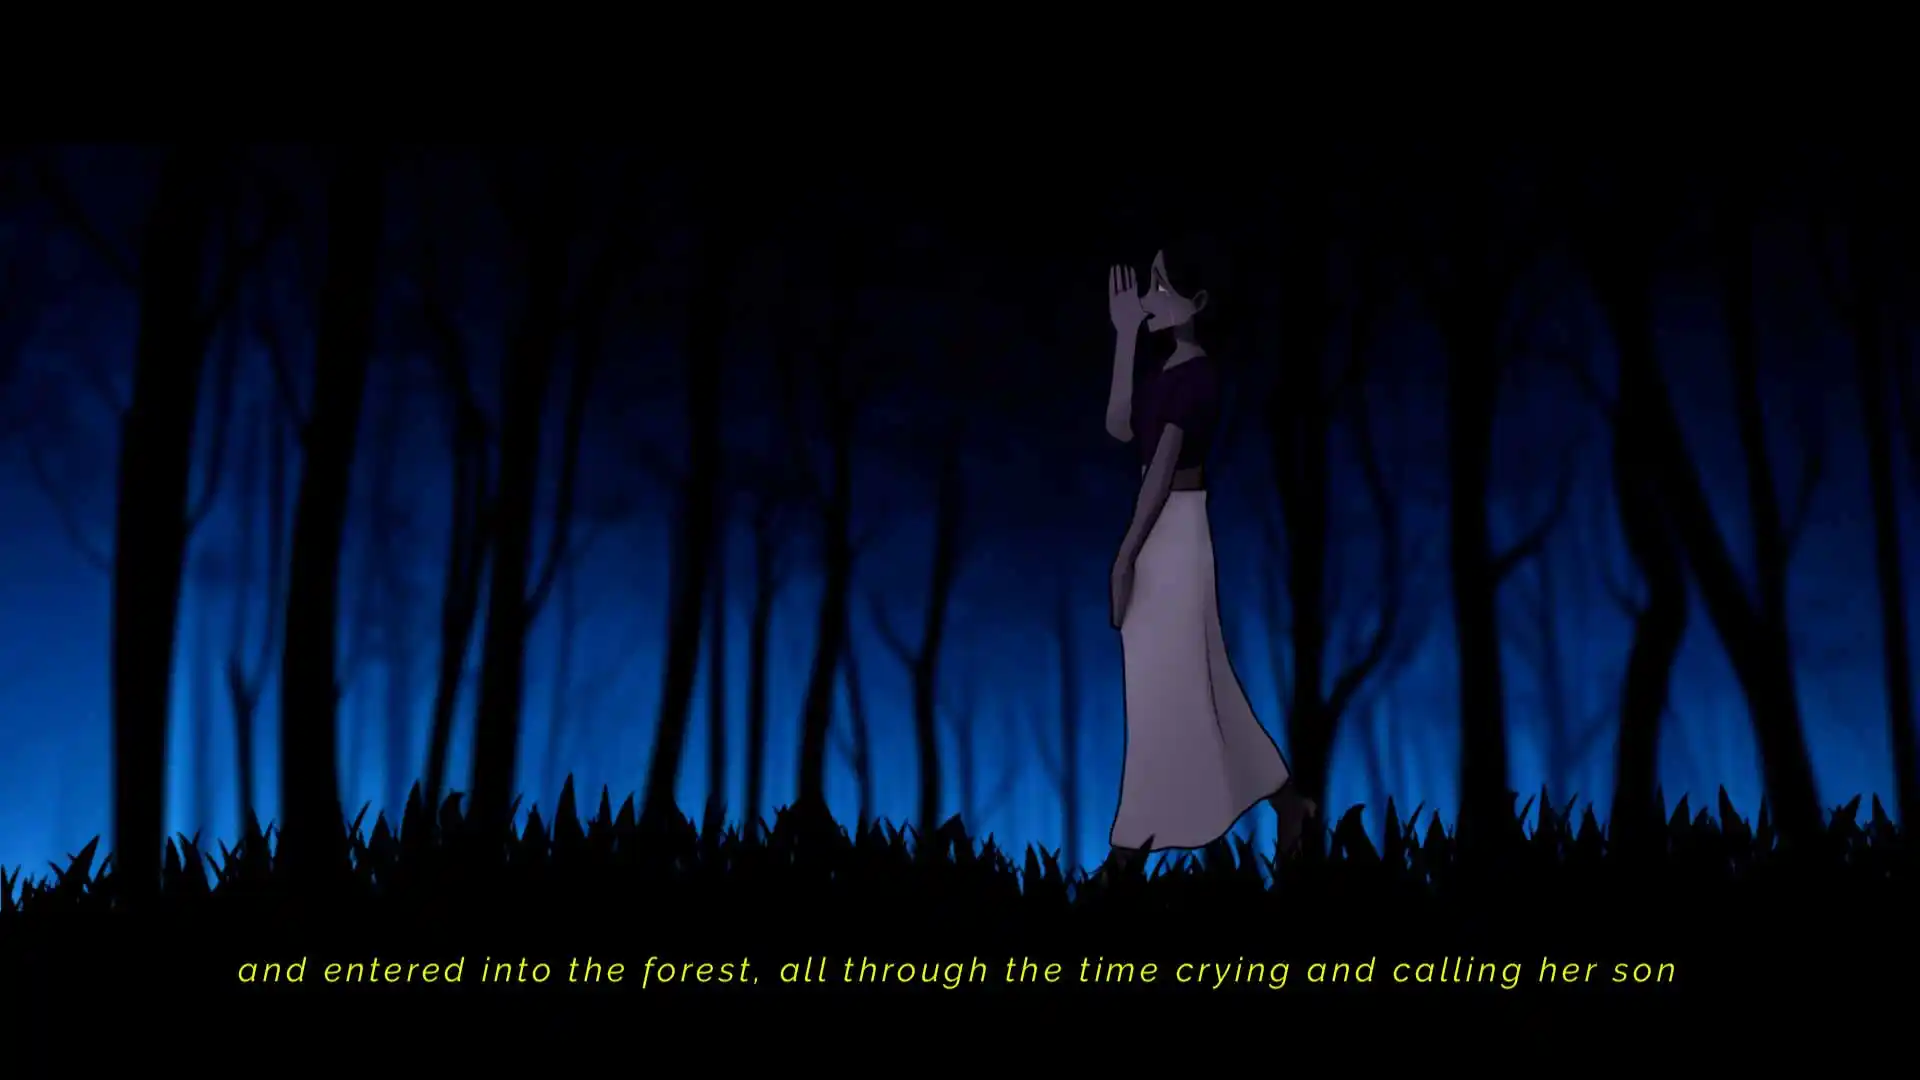 and entered into the forest, all through the time crying and calling her son